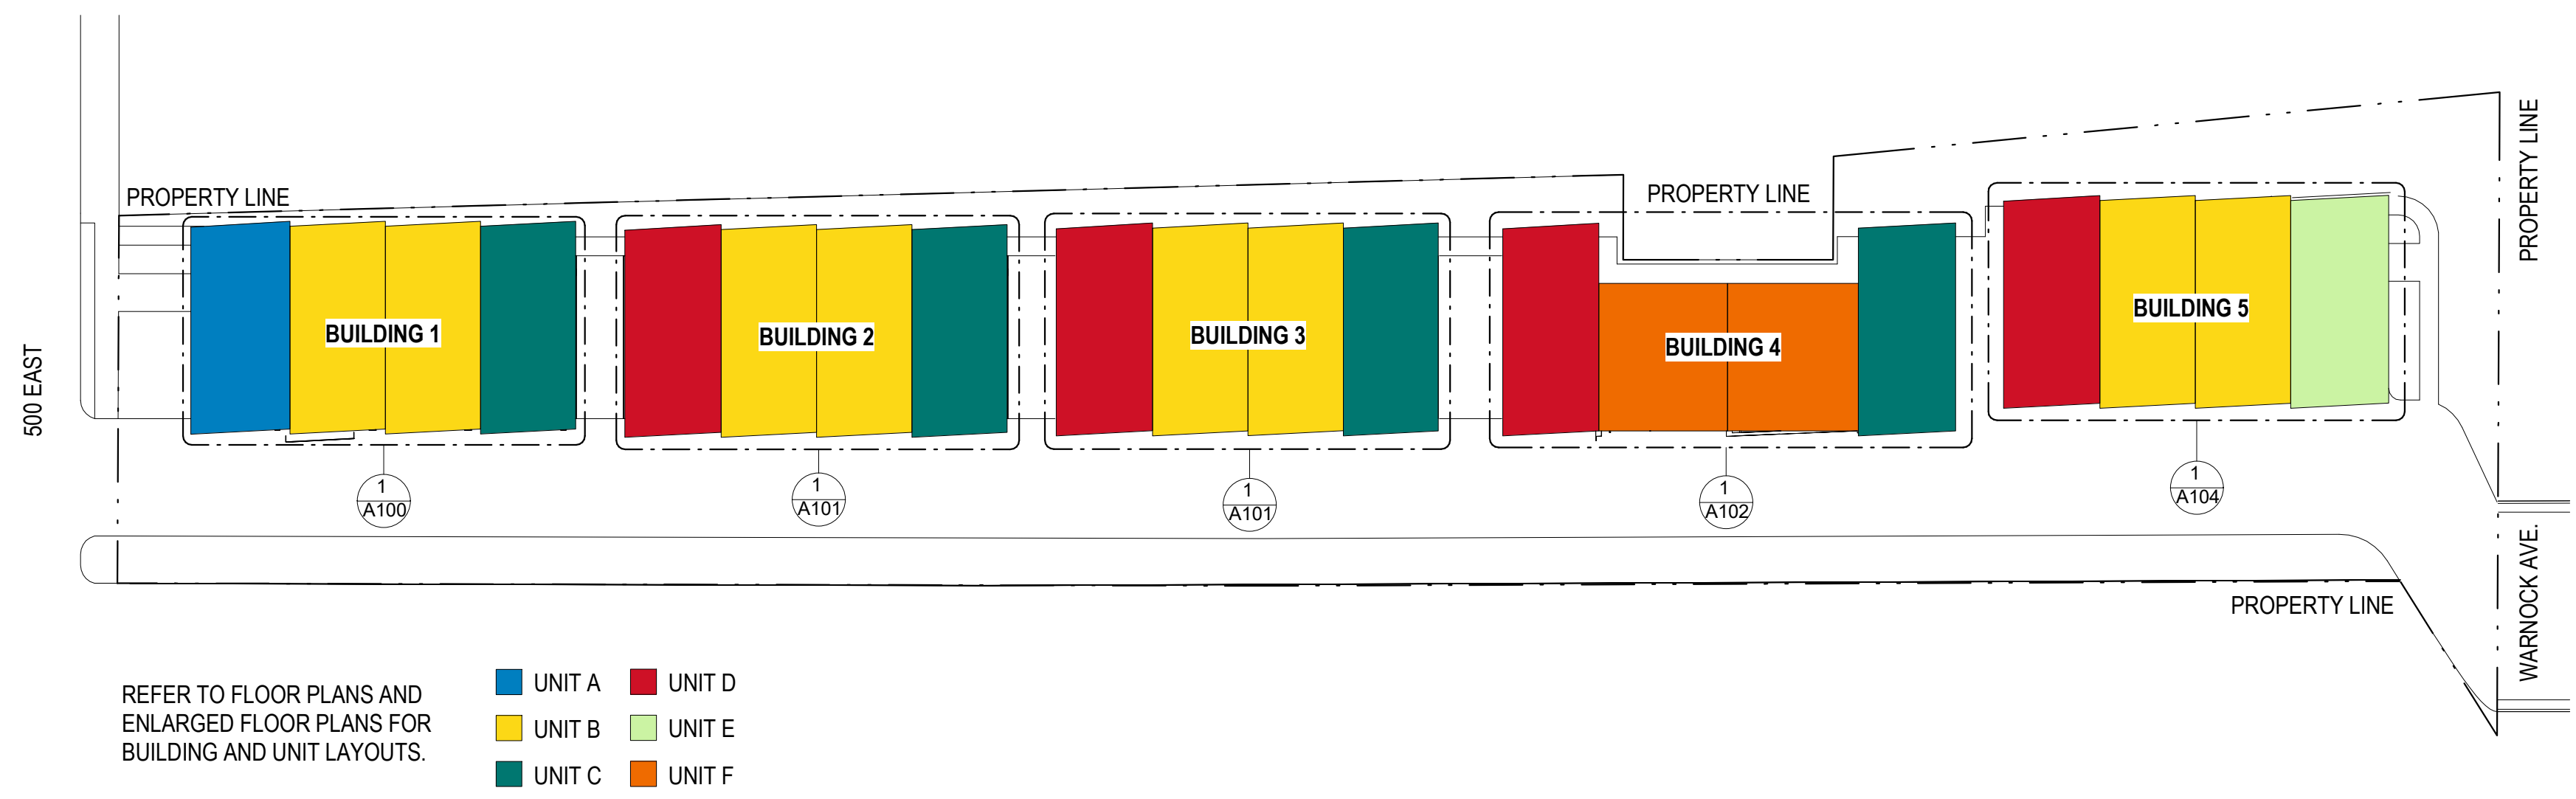 PROPERTY LINE
PROPERTY LINE
PROPERTY LINE
500 EAST
BUILDING 1
BUILDING 2
BUILDING 3
BUILDING 4
BUILDING 5
1
A100
1
A101
1
A101
1
A102
1
A104
WARNOCK AVE.
PROPERTY LINE
REFER TO FLOOR PLANS AND
ENLARGED FLOOR PLANS FOR
BUILDING AND UNIT LAYOUTS.
UNIT A
UNIT B
UNIT C
UNIT D
UNIT E
UNIT F